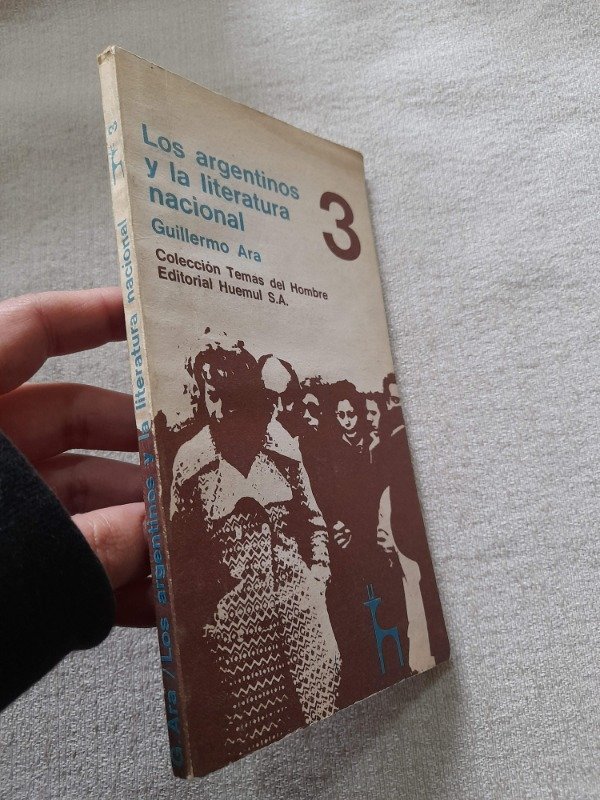 Los argentinos
y la literatura
nacional
3
Guillermo Ara
Colección Temas del Hombre
Editorial Huemul S.A.
G. Ara / Los argentinos y la literatura nacional 3